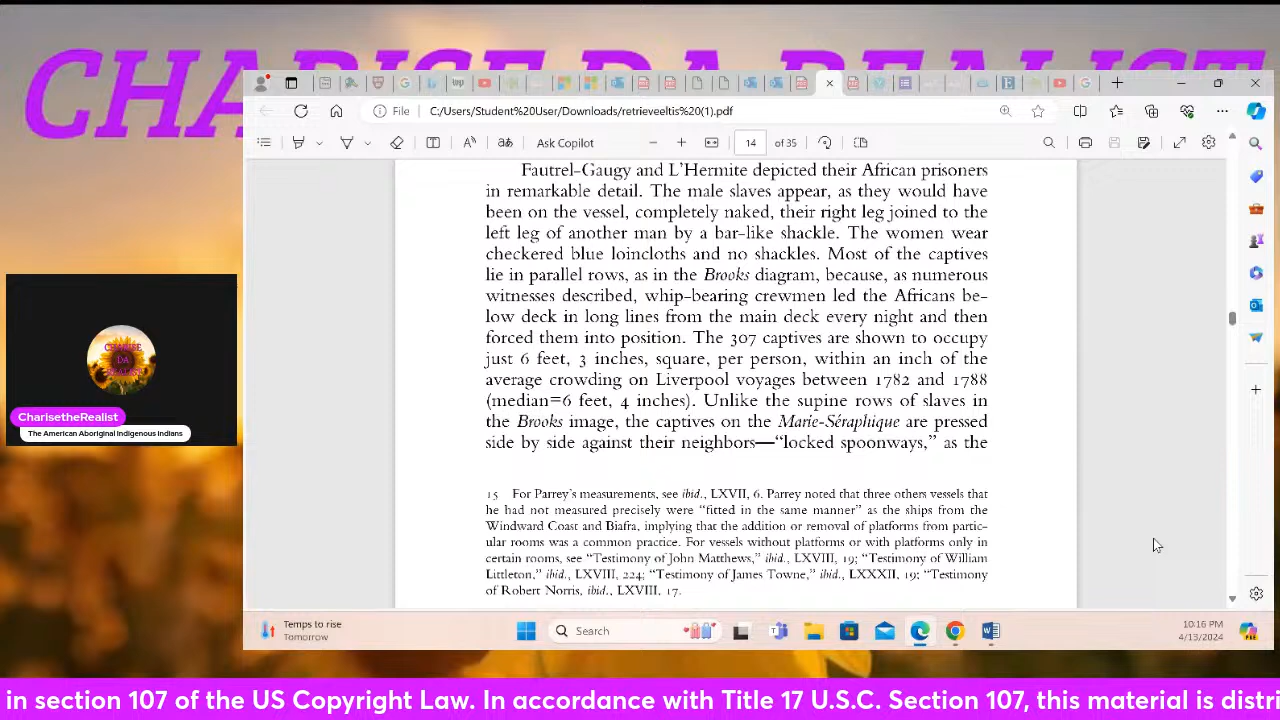 CHARISE DA REALIST
File
C:/Users/Student%20User/Downloads/retrieveeltis%20(1).pdf
Ask Copilot
14
of 35
Fautrel-Gaugy and L'Hermite depicted their African prisoners
in remarkable detail. The male slaves appear, as they would have
been on the vessel, completely naked, their right leg joined to the
left leg of another man by a bar-like shackle. The women wear
checkered blue loincloths and no shackles. Most of the captives
lie in parallel rows, as in the Brooks diagram, because, as numerous
witnesses described, whip-bearing crewmen led the Africans be-
low deck in long lines from the main deck every night and then
forced them into position. The 307 captives are shown to occupy
just 6 feet, 3 inches, square, per person, within an inch of the
average crowding on Liverpool voyages between 1782 and 1788
(median=6 feet, 4 inches). Unlike the supine rows of slaves in
the Brooks image, the captives on the Marie-Séraphique are pressed
side by side against their neighbors—“locked spoonways,” as the
15 For Parrey's measurements, see ibid., LXVII, 6. Parrey noted that three others vessels that
he had not measured precisely were “fitted in the same manner” as the ships from the
Windward Coast and Biafra, implying that the addition or removal of platforms from partic-
ular rooms was a common practice. For vessels without platforms or with platforms only in
certain rooms, see “Testimony of John Matthews,” ibid., LXVIII, 19; “Testimony of William
Littleton,” ibid., LXVIII, 224; “Testimony of James Towne,” ibid., LXXXII, 19; “Testimony
of Robert Norris, ibid., LXVIII, 17.
CHARISE
DA
REALIST
CharisetheRealist
The American Aboriginal Indigenous Indians
Temps to rise
Tomorrow
Search
10:16 PM
4/13/2024
in section 107 of the US Copyright Law. In accordance with Title 17 U.S.C. Section 107, this material is distri